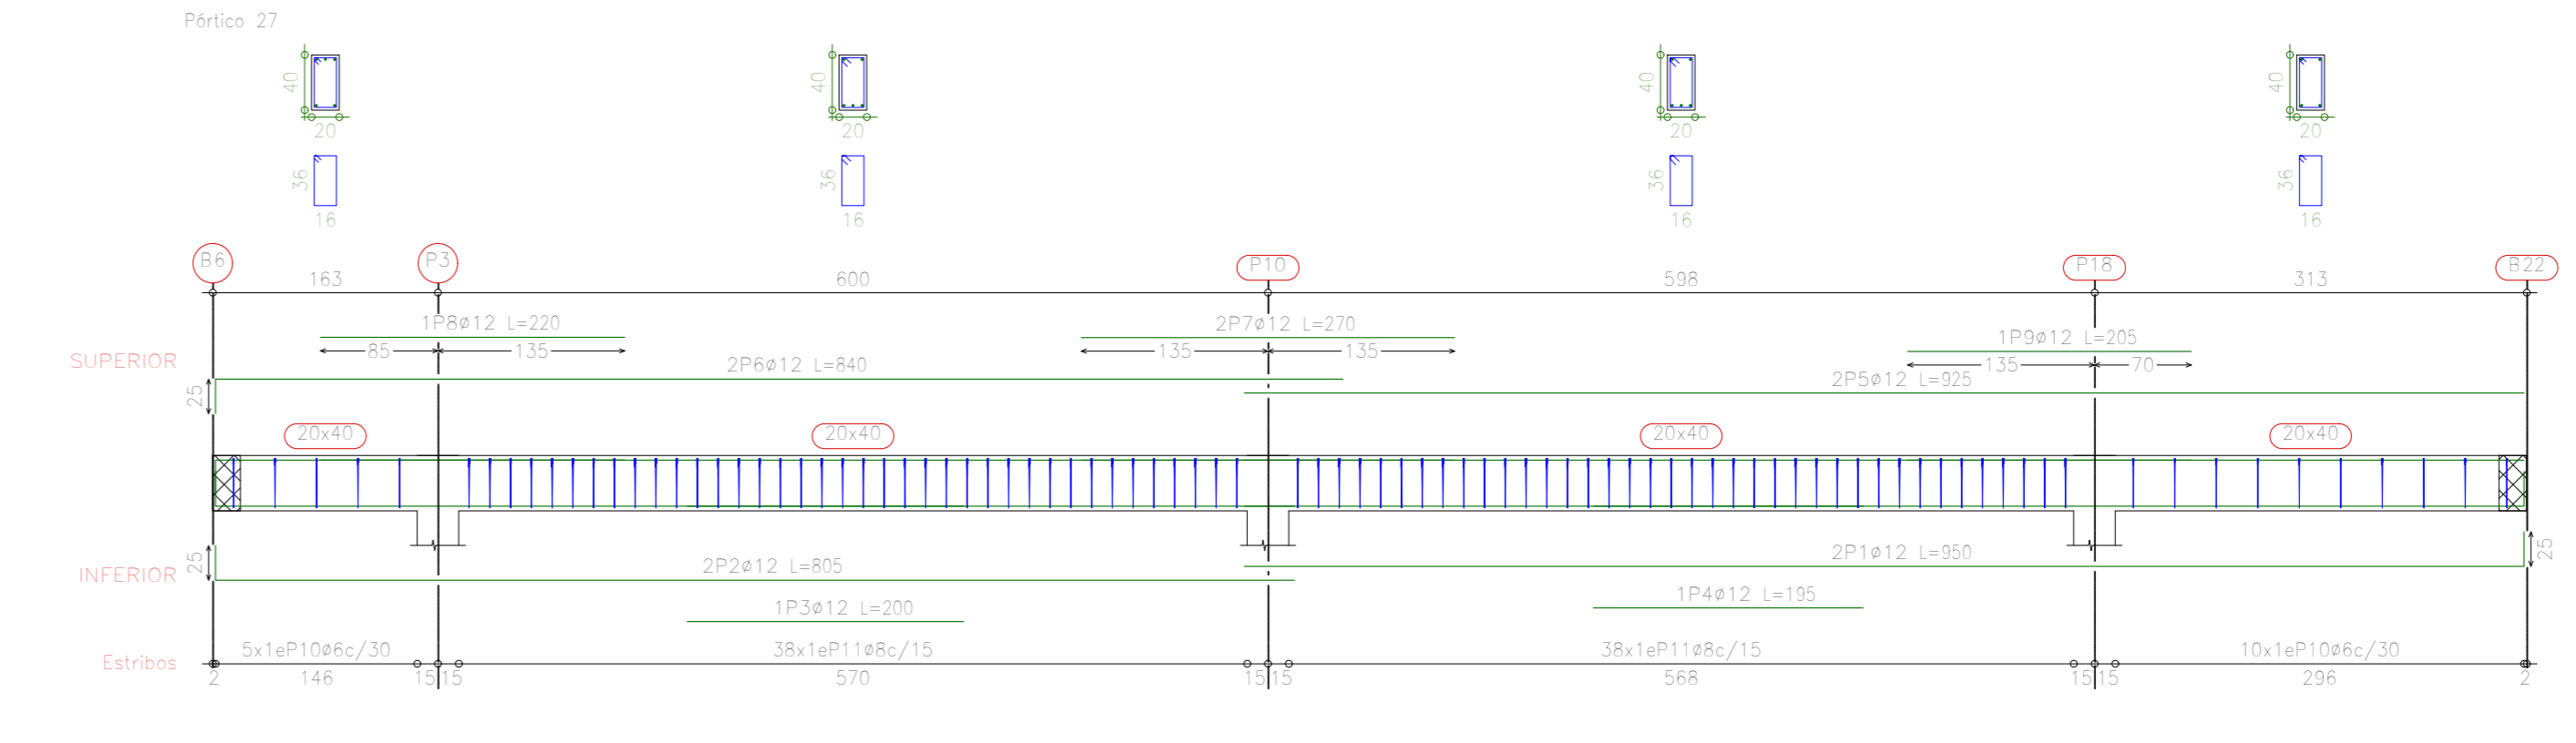 Pórtico 27
40 40 40 40
20 20 20 20
36 36 36 36
16 16 16 16
B6 P3 P10 P18 B22
163 600 598 313
1P8ø12 L=220 2P7ø12 L=270 1P9ø12 L=205
85 135 135 135 135 70
SUPERIOR
2P6ø12 L=840 2P5ø12 L=925
25
20x40 20x40 20x40 20x40
25 25
INFERIOR
2P2ø12 L=805 2P1ø12 L=950
1P3ø12 L=200 1P4ø12 L=195
Estribos 5x1eP10ø6c/30 38x1eP11ø8c/15 38x1eP11ø8c/15 10x1eP10ø6c/30
2 146 15 15 570 15 15 568 15 15 296 2